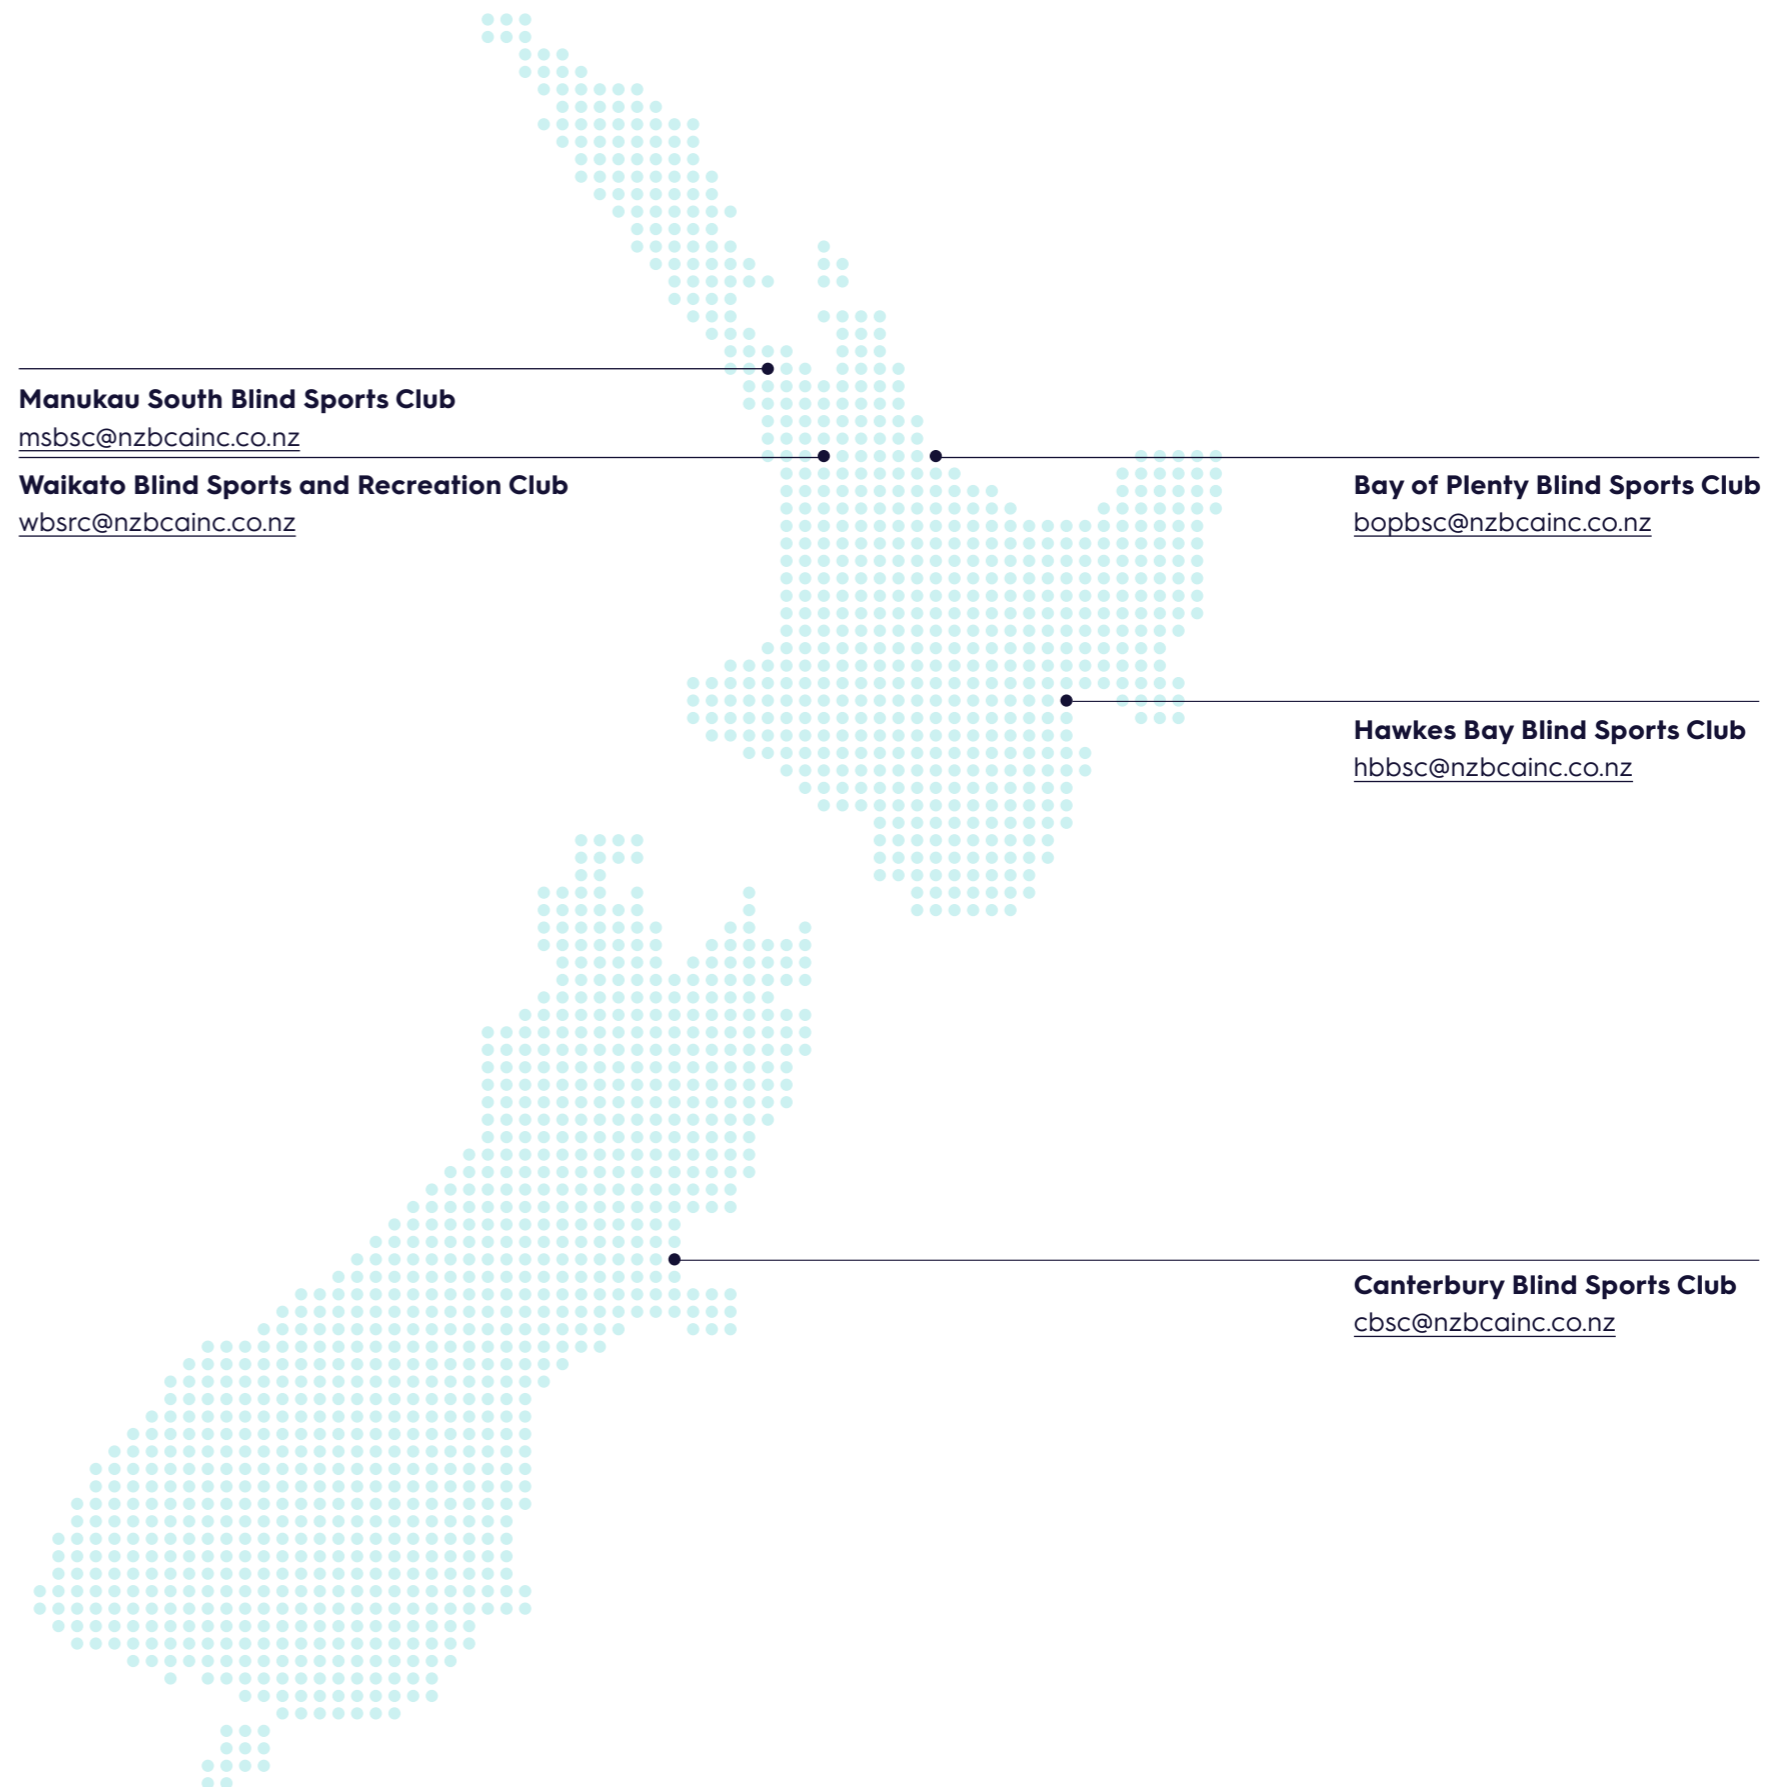 Manukau South Blind Sports Club
msbsc@nzbcainc.co.nz
Waikato Blind Sports and Recreation Club
wbsrc@nzbcainc.co.nz
Bay of Plenty Blind Sports Club
bopbsc@nzbcainc.co.nz
Hawkes Bay Blind Sports Club
hbbsc@nzbcainc.co.nz
Canterbury Blind Sports Club
cbsc@nzbcainc.co.nz